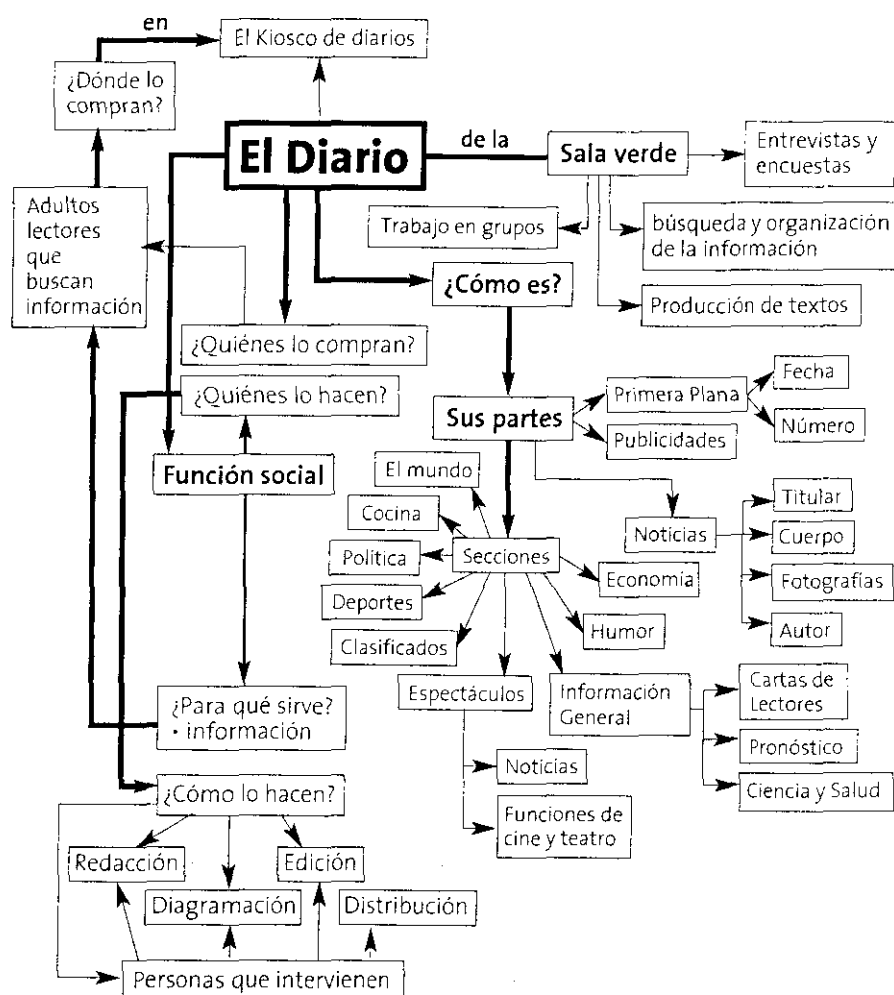 en
El Kiosco de diarios
¿Dónde lo
compran?
El Diario
de la
Sala verde
Entrevistas y
encuestas
Adultos
lectores
que
buscan
información
Trabajo en grupos
búsqueda y organización
de la información
¿Cómo es?
Producción de textos
¿Quiénes lo compran?
¿Quiénes lo hacen?
Sus partes
Primera Plana
Fecha
Número
Publicidades
Función social
El mundo
Cocina
Política
Deportes
Clasificados
Secciones
Economía
Humor
Noticias
Titular
Cuerpo
Fotografías
Autor
Espectáculos
Información
General
Cartas de
Lectores
Pronóstico
Ciencia y Salud
¿Para qué sirve?
• información
Noticias
Funciones de
cine y teatro
¿Cómo lo hacen?
Redacción
Edición
Diagramación
Distribución
Personas que intervienen